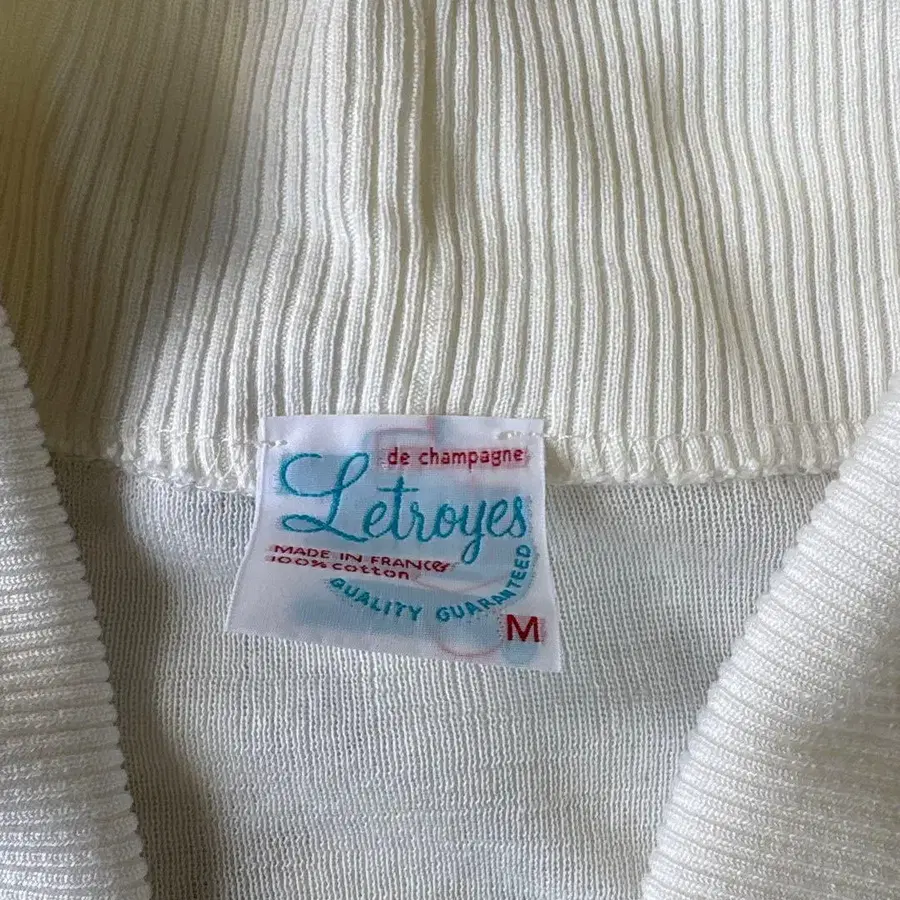 de champagne
Letroyes
MADE IN FRANCE
100% cotton
QUALITY GUARANTEED
M